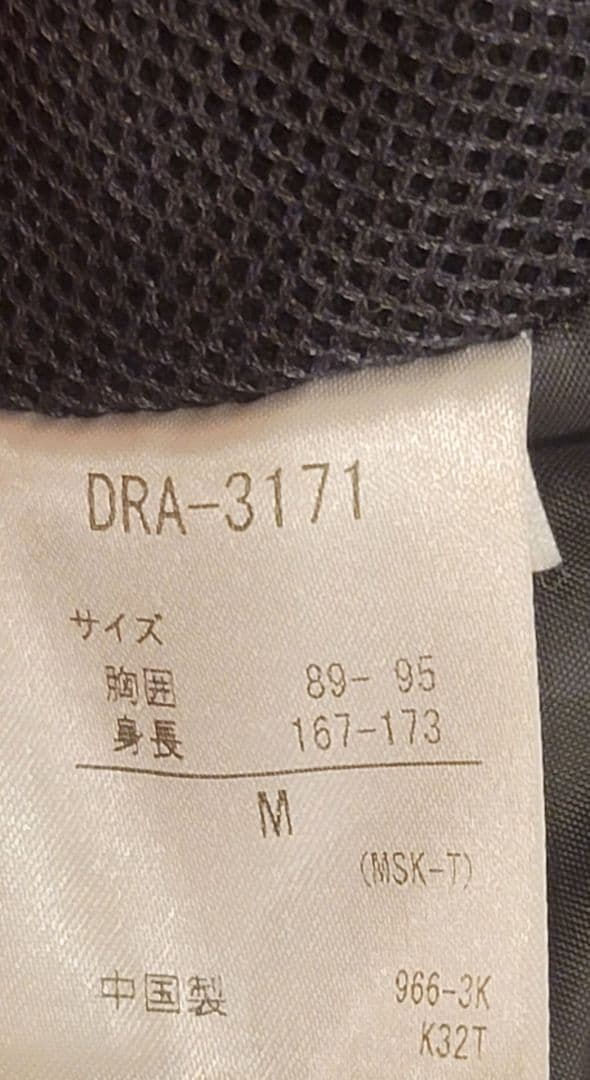 DRA-3171
サイズ
胸囲 89- 95
身長 167-173
M
(MSK-T)
中国製 966-3K
K32T